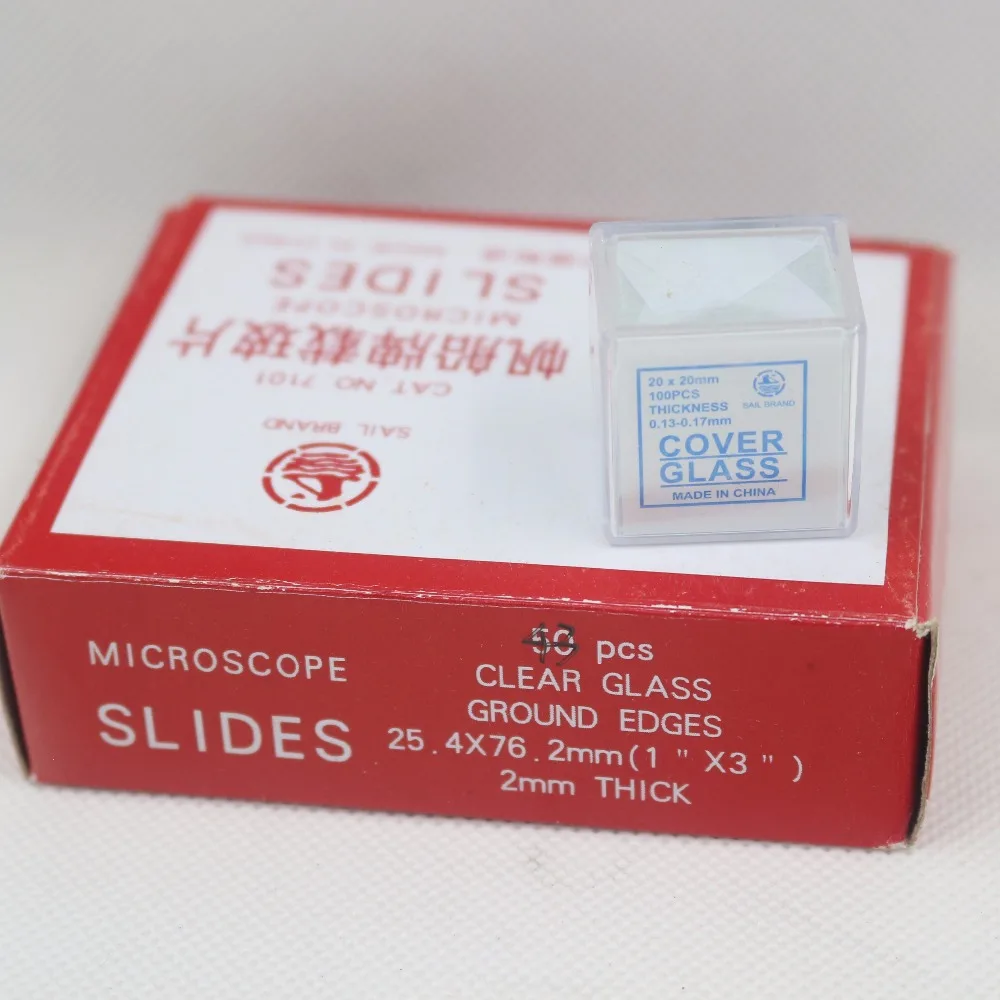 SAIL BRAND
CAT NO 7101
帆船牌载玻片
MICROSCOPE
SLIDES
20 x 20mm
100PCS
THICKNESS
0.13-0.17mm
SAIL BRAND
COVER
GLASS
MADE IN CHINA
MICROSCOPE
SLIDES
50 pcs
CLEAR GLASS
GROUND EDGES
25.4X76.2mm(1"X3")
2mm THICK